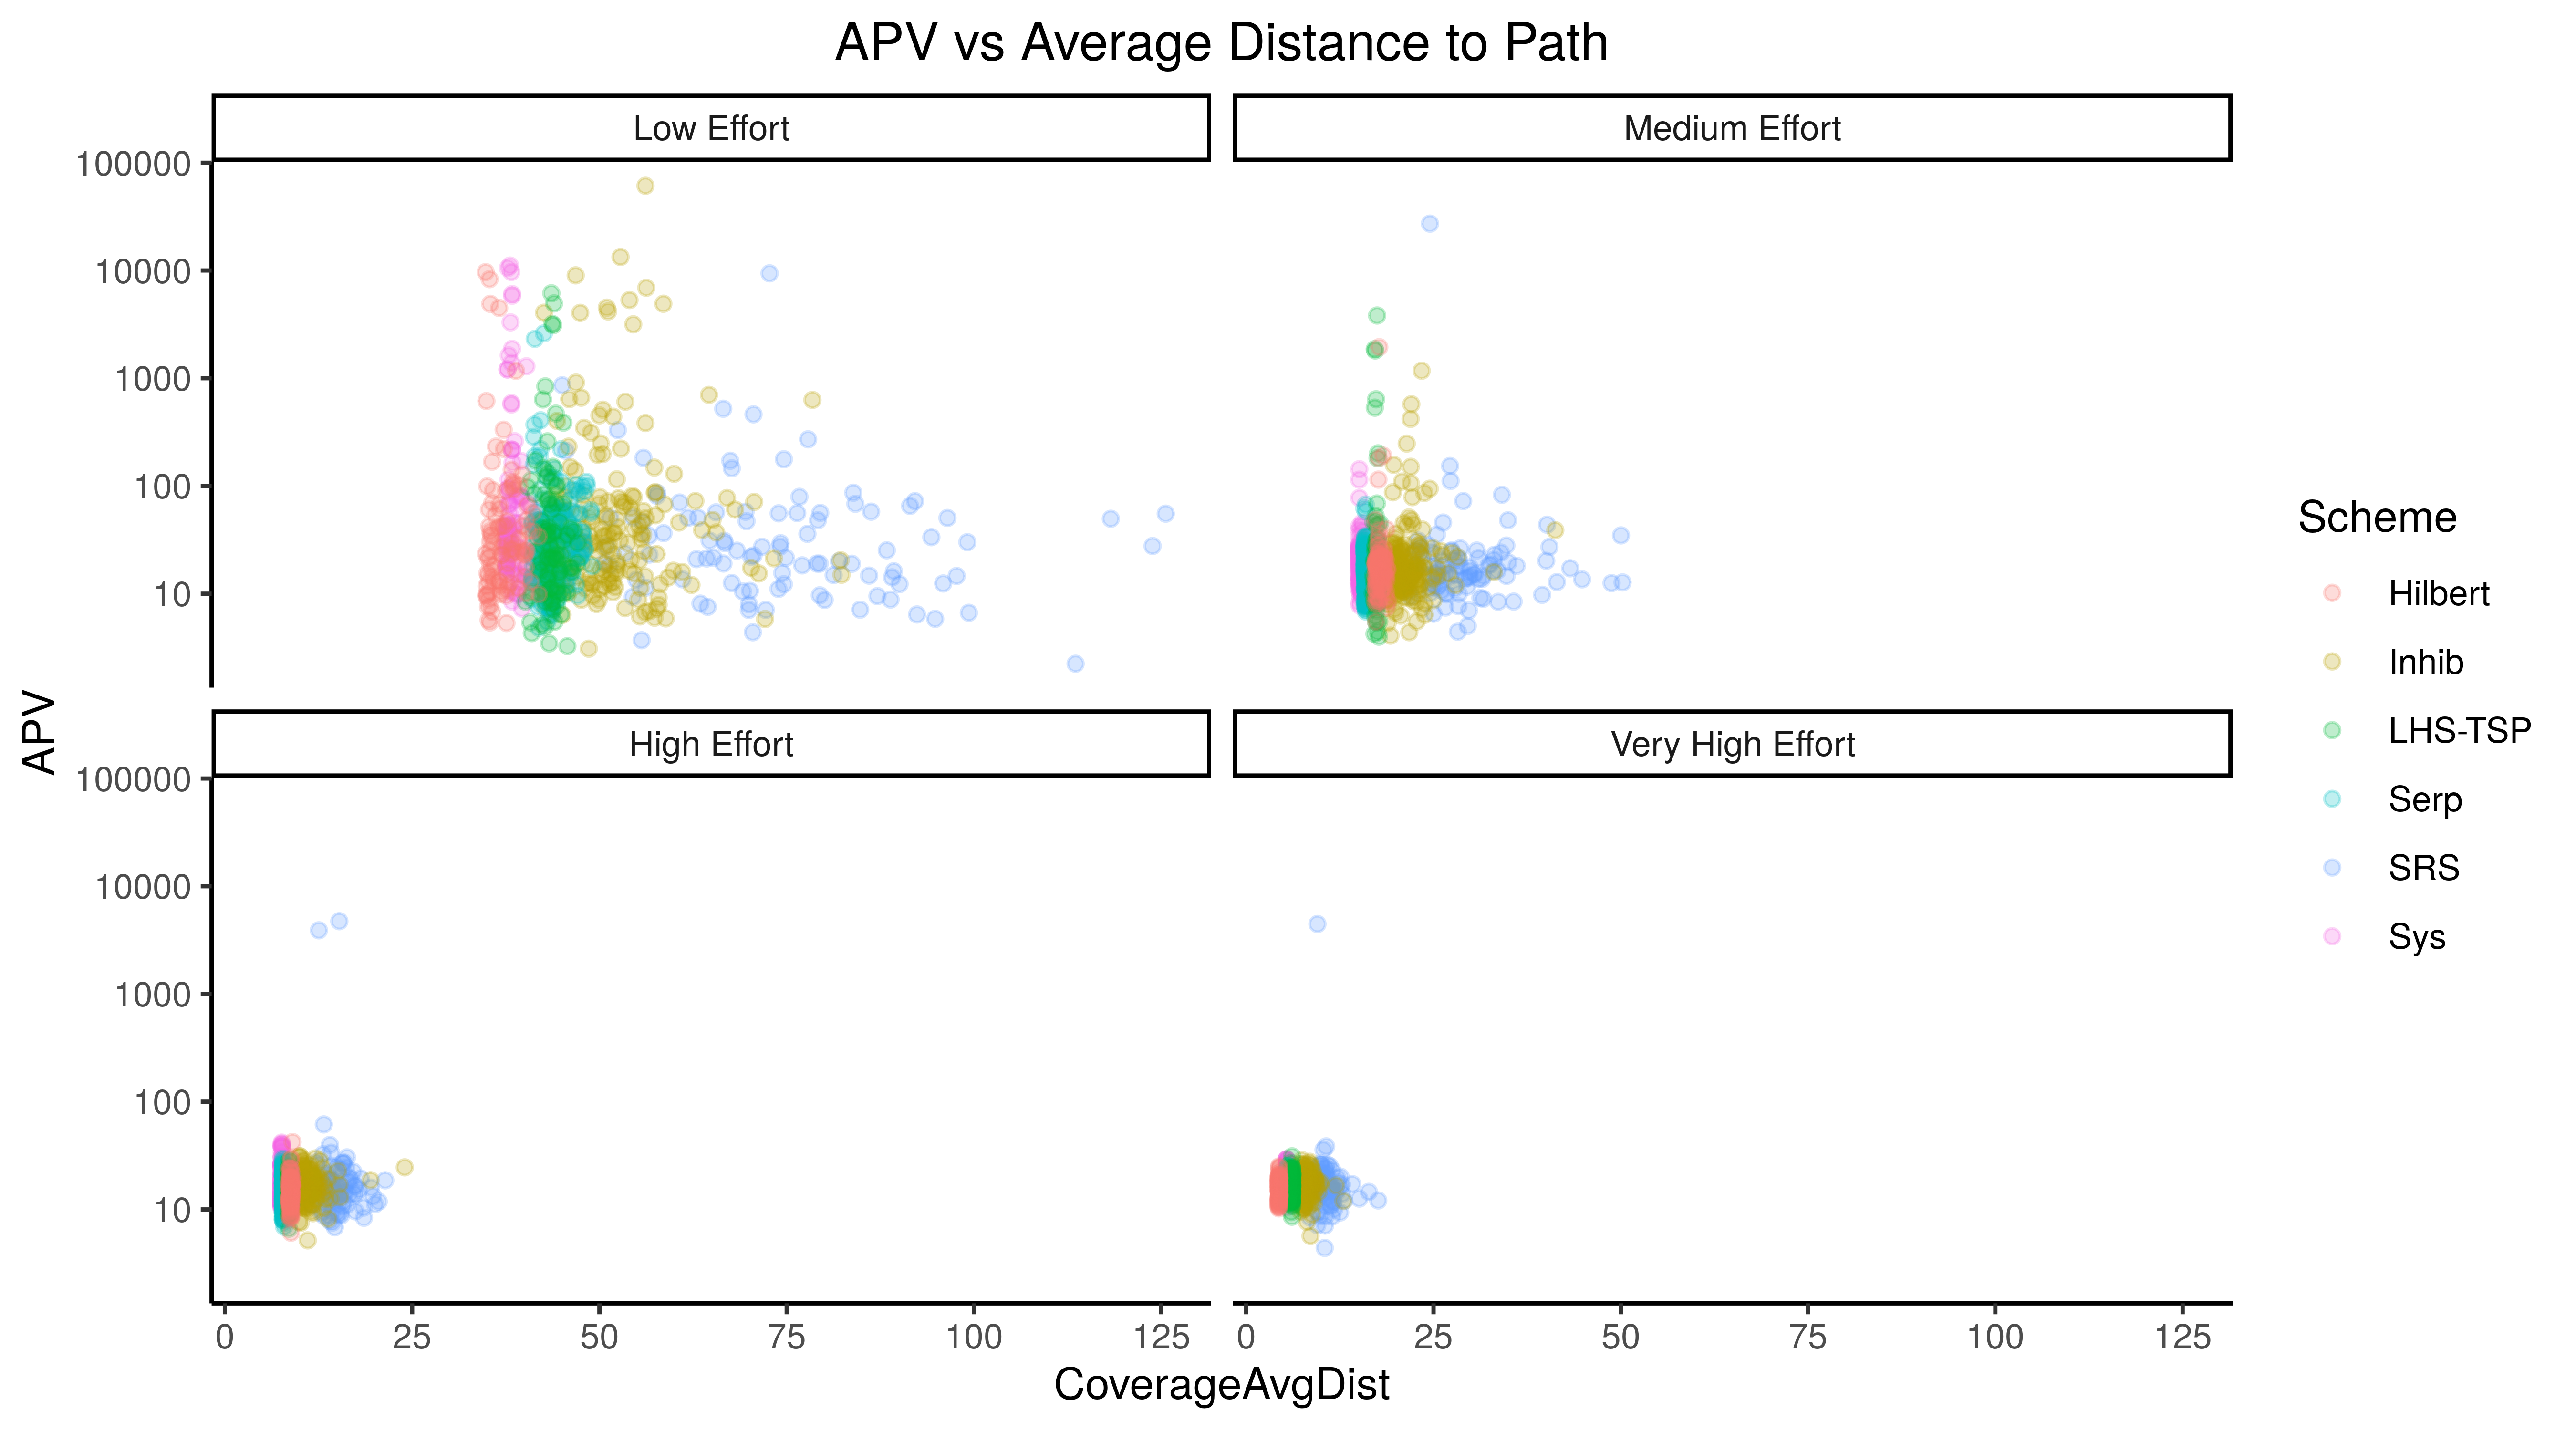 APV vs Average Distance to Path
Low Effort
Medium Effort
100000
10000
1000
100
10
High Effort
Very High Effort
100000
10000
1000
100
10
0 25 50 75 100 125
0 25 50 75 100 125
CoverageAvgDist
APV
Scheme
Hilbert
Inhib
LHS-TSP
Serp
SRS
Sys